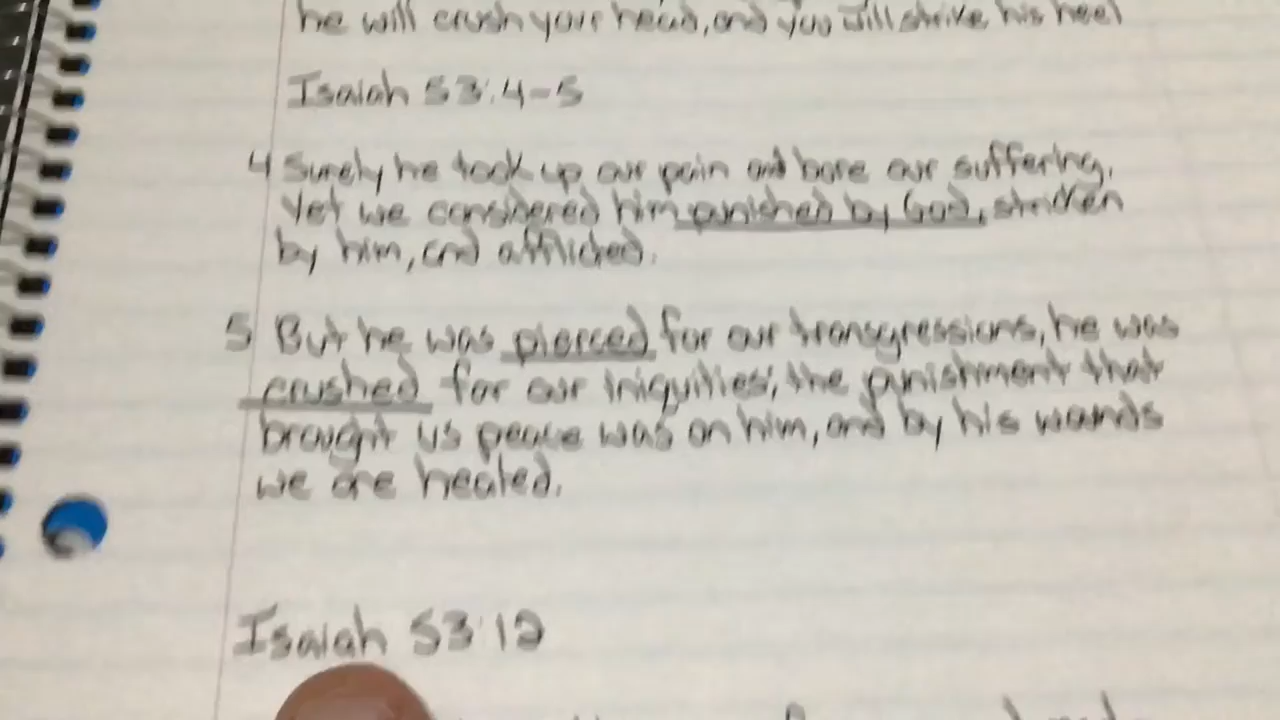 he will crush your head, and you will strike his heel
Isaiah 53:4-5
4 Surely he took up our pain and bore our suffering,
Yet we considered him punished by God, stricken
by him, and afflicted.
5 But he was pierced for our transgressions, he was
crushed for our iniquities; the punishment that
brought us peace was on him, and by his wounds
we are healed.
Isaiah 53:12